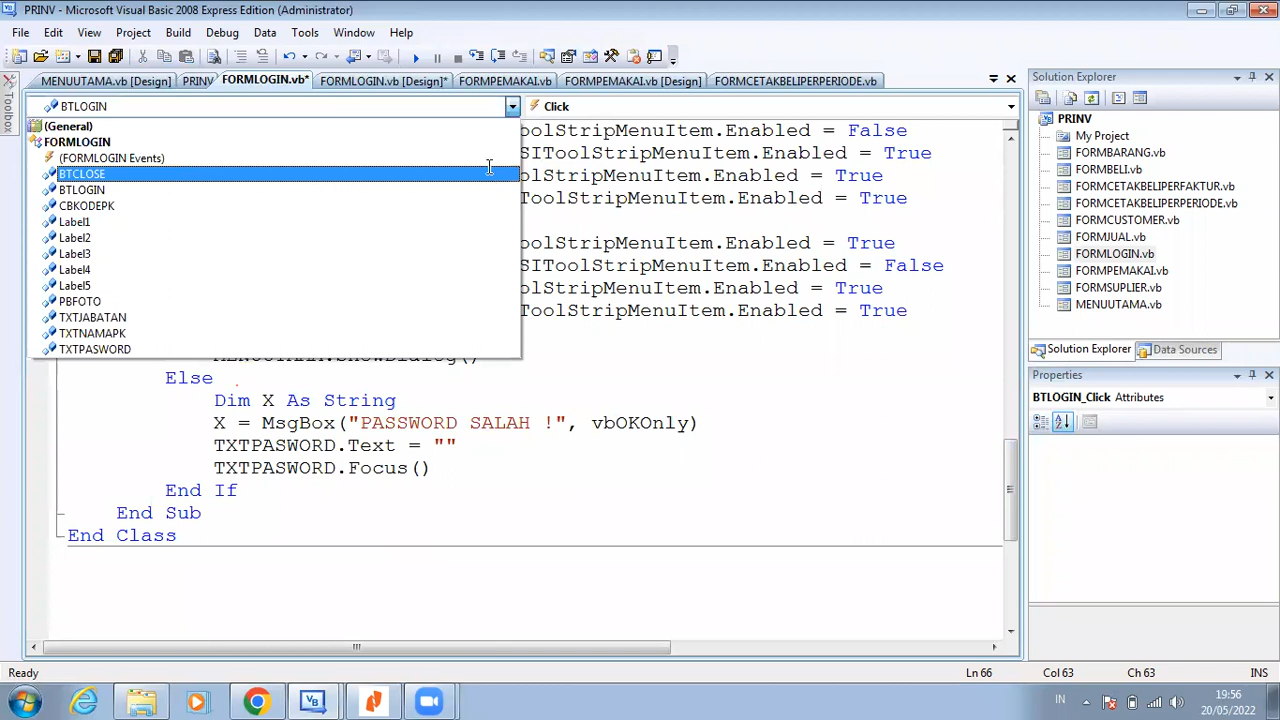 PRINV - Microsoft Visual Basic 2008 Express Edition (Administrator)
File Edit View Project Build Debug Data Tools Window Help
MENUUTAMA.vb [Design] PRINV FORMLOGIN.vb* FORMLOGIN.vb [Design]* FORMPEMAKAI.vb FORMPEMAKAI.vb [Design] FORMCETAKBELIPERPERIODE.vb
Toolbox
BTLOGIN
Click
(General)
FORMLOGIN
(FORMLOGIN Events)
BTCLOSE
BTLOGIN
CBKODEPK
Label1
Label2
Label3
Label4
Label5
PBFOTO
TXTJABATAN
TXTNAMAPK
TXTPASWORD
oolStripMenuItem.Enabled = False
SIToolStripMenuItem.Enabled = True
olStripMenuItem.Enabled = True
ToolStripMenuItem.Enabled = True
oolStripMenuItem.Enabled = True
SIToolStripMenuItem.Enabled = False
olStripMenuItem.Enabled = True
ToolStripMenuItem.Enabled = True
Else
Dim X As String
X = MsgBox("PASSWORD SALAH !", vbOKOnly)
TXTPASWORD.Text = ""
TXTPASWORD.Focus()
End If
End Sub
End Class
Solution Explorer
PRINV
My Project
FORMBARANG.vb
FORMBELI.vb
FORMCETAKBELIPERFAKTUR.vb
FORMCETAKBELIPERPERIODE.vb
FORMCUSTOMER.vb
FORMJUAL.vb
FORMLOGIN.vb
FORMPEMAKAI.vb
FORMSUPLIER.vb
MENUUTAMA.vb
Solution Explorer Data Sources
Properties
BTLOGIN_Click Attributes
Ready
Ln 66 Col 63 Ch 63 INS
IN
19:56
20/05/2022